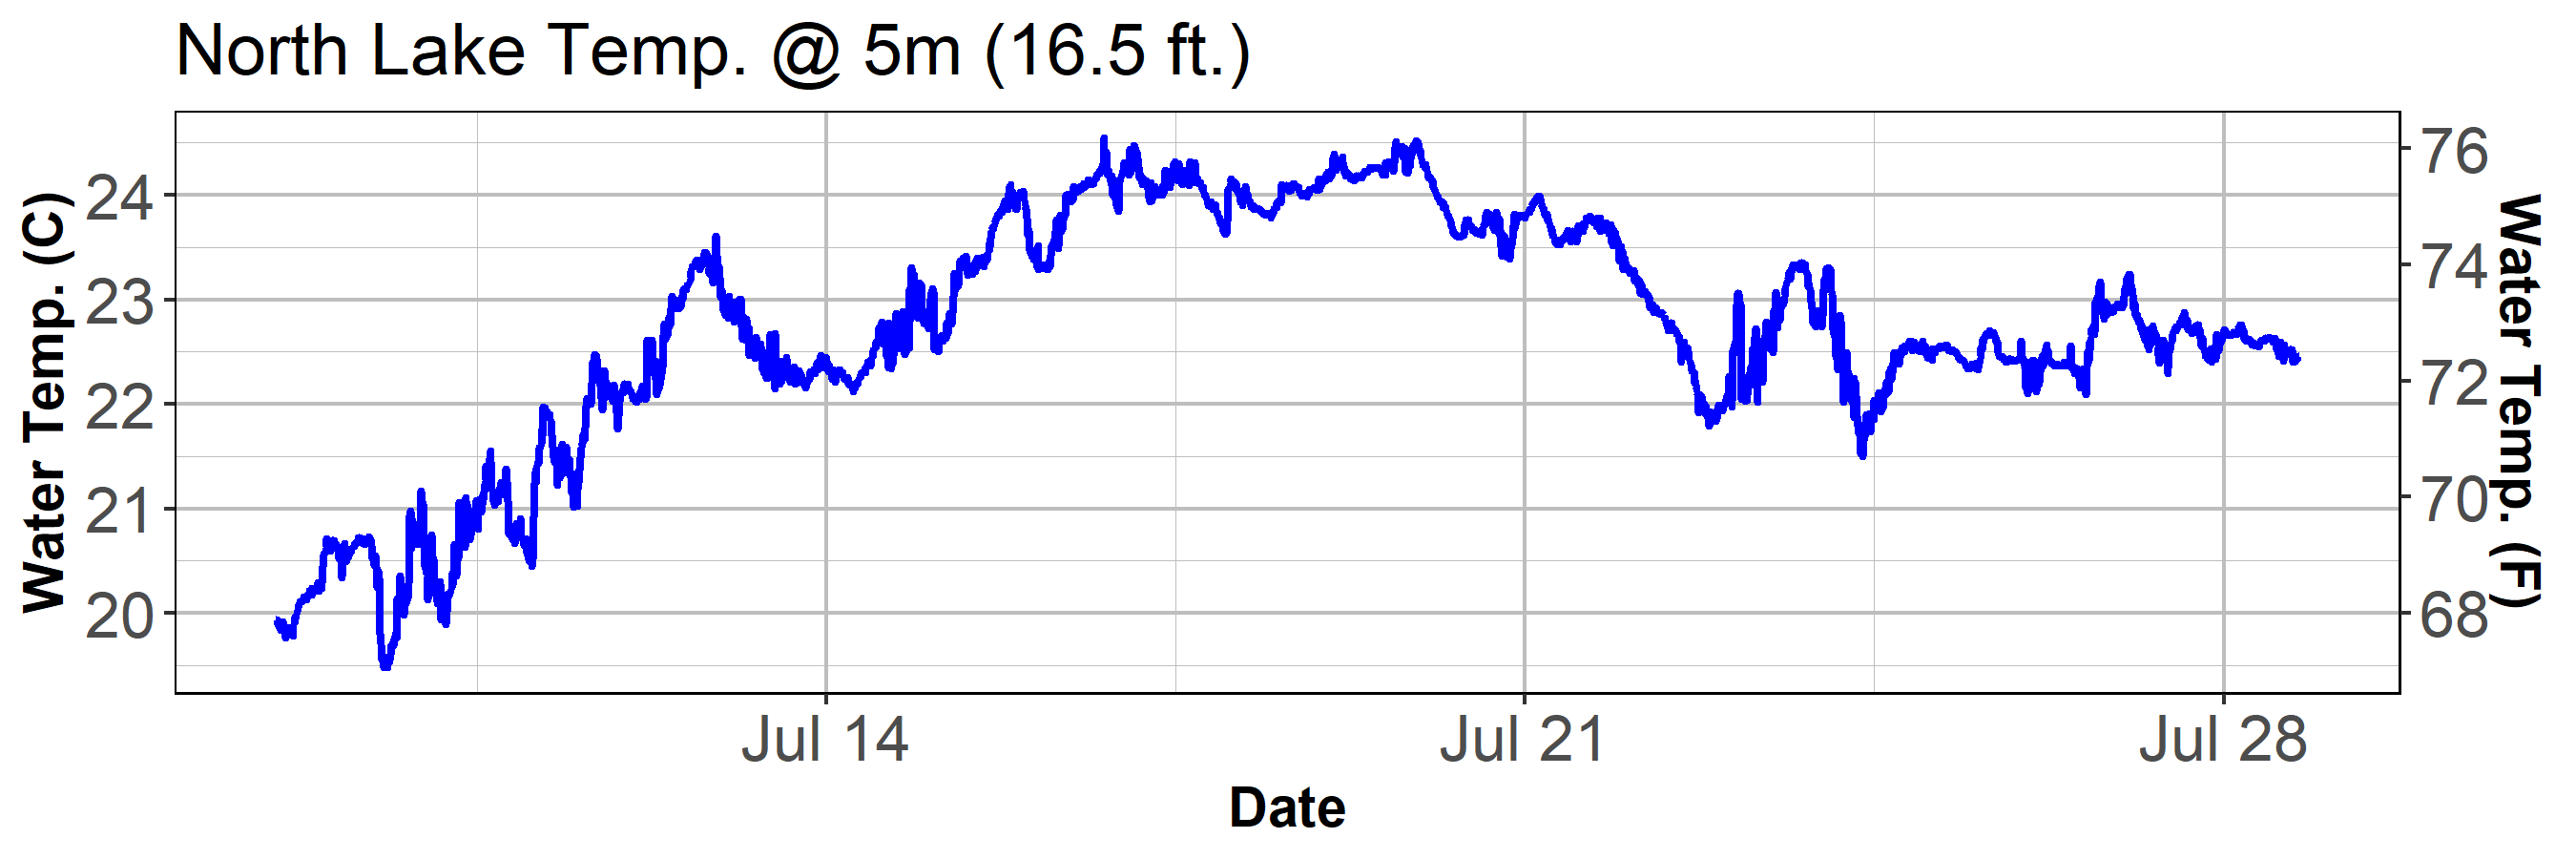 North Lake Temp. @ 5m (16.5 ft.)
Water Temp. (C)
24
23
22
21
20
76
74
72
70
68
Water Temp. (F)
Jul 14
Jul 21
Jul 28
Date